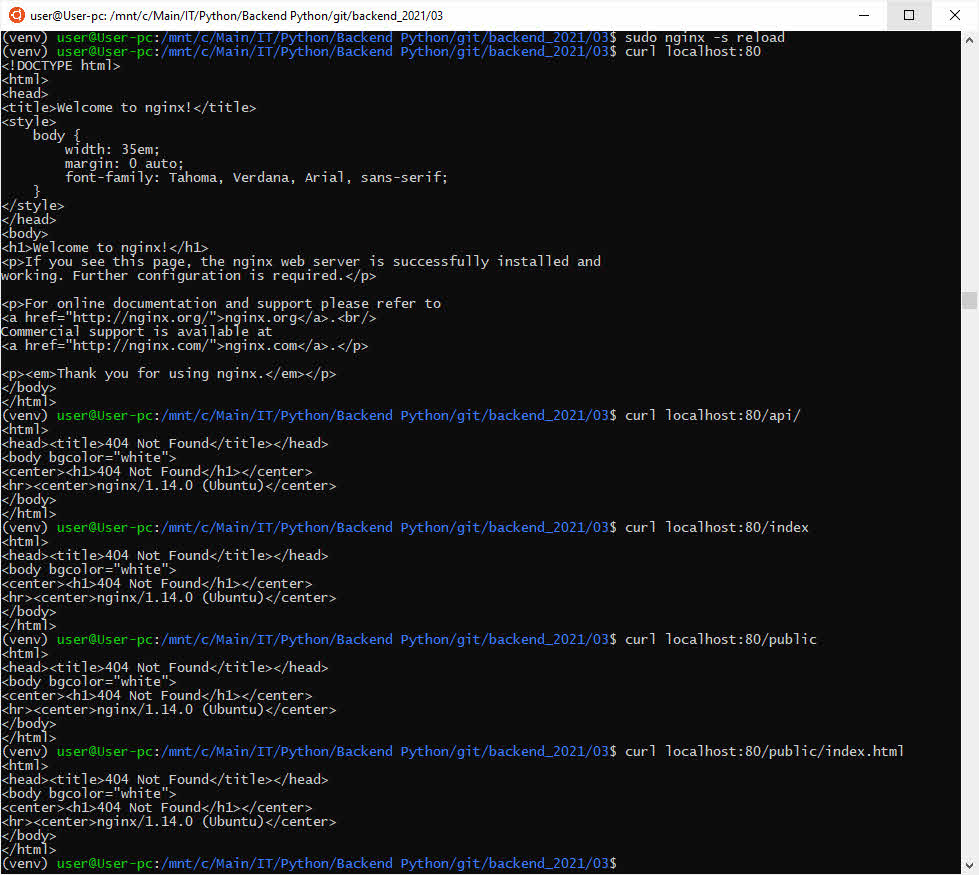 user@User-pc: /mnt/c/Main/IT/Python/Backend Python/git/backend_2021/03
(venv) user@User-pc:/mnt/c/Main/IT/Python/Backend Python/git/backend_2021/03$ sudo nginx -s reload
(venv) user@User-pc:/mnt/c/Main/IT/Python/Backend Python/git/backend_2021/03$ curl localhost:80
<!DOCTYPE html>
<html>
<head>
<title>Welcome to nginx!</title>
<style>
    body {
        width: 35em;
        margin: 0 auto;
        font-family: Tahoma, Verdana, Arial, sans-serif;
    }
</style>
</head>
<body>
<h1>Welcome to nginx!</h1>
<p>If you see this page, the nginx web server is successfully installed and
working. Further configuration is required.</p>

<p>For online documentation and support please refer to
<a href="http://nginx.org/">nginx.org</a>.<br/>
Commercial support is available at
<a href="http://nginx.com/">nginx.com</a>.</p>

<p><em>Thank you for using nginx.</em></p>
</body>
</html>
(venv) user@User-pc:/mnt/c/Main/IT/Python/Backend Python/git/backend_2021/03$ curl localhost:80/api/
<html>
<head><title>404 Not Found</title></head>
<body bgcolor="white">
<center><h1>404 Not Found</h1></center>
<hr><center>nginx/1.14.0 (Ubuntu)</center>
</body>
</html>
(venv) user@User-pc:/mnt/c/Main/IT/Python/Backend Python/git/backend_2021/03$ curl localhost:80/index
<html>
<head><title>404 Not Found</title></head>
<body bgcolor="white">
<center><h1>404 Not Found</h1></center>
<hr><center>nginx/1.14.0 (Ubuntu)</center>
</body>
</html>
(venv) user@User-pc:/mnt/c/Main/IT/Python/Backend Python/git/backend_2021/03$ curl localhost:80/public
<html>
<head><title>404 Not Found</title></head>
<body bgcolor="white">
<center><h1>404 Not Found</h1></center>
<hr><center>nginx/1.14.0 (Ubuntu)</center>
</body>
</html>
(venv) user@User-pc:/mnt/c/Main/IT/Python/Backend Python/git/backend_2021/03$ curl localhost:80/public/index.html
<html>
<head><title>404 Not Found</title></head>
<body bgcolor="white">
<center><h1>404 Not Found</h1></center>
<hr><center>nginx/1.14.0 (Ubuntu)</center>
</body>
</html>
(venv) user@User-pc:/mnt/c/Main/IT/Python/Backend Python/git/backend_2021/03$